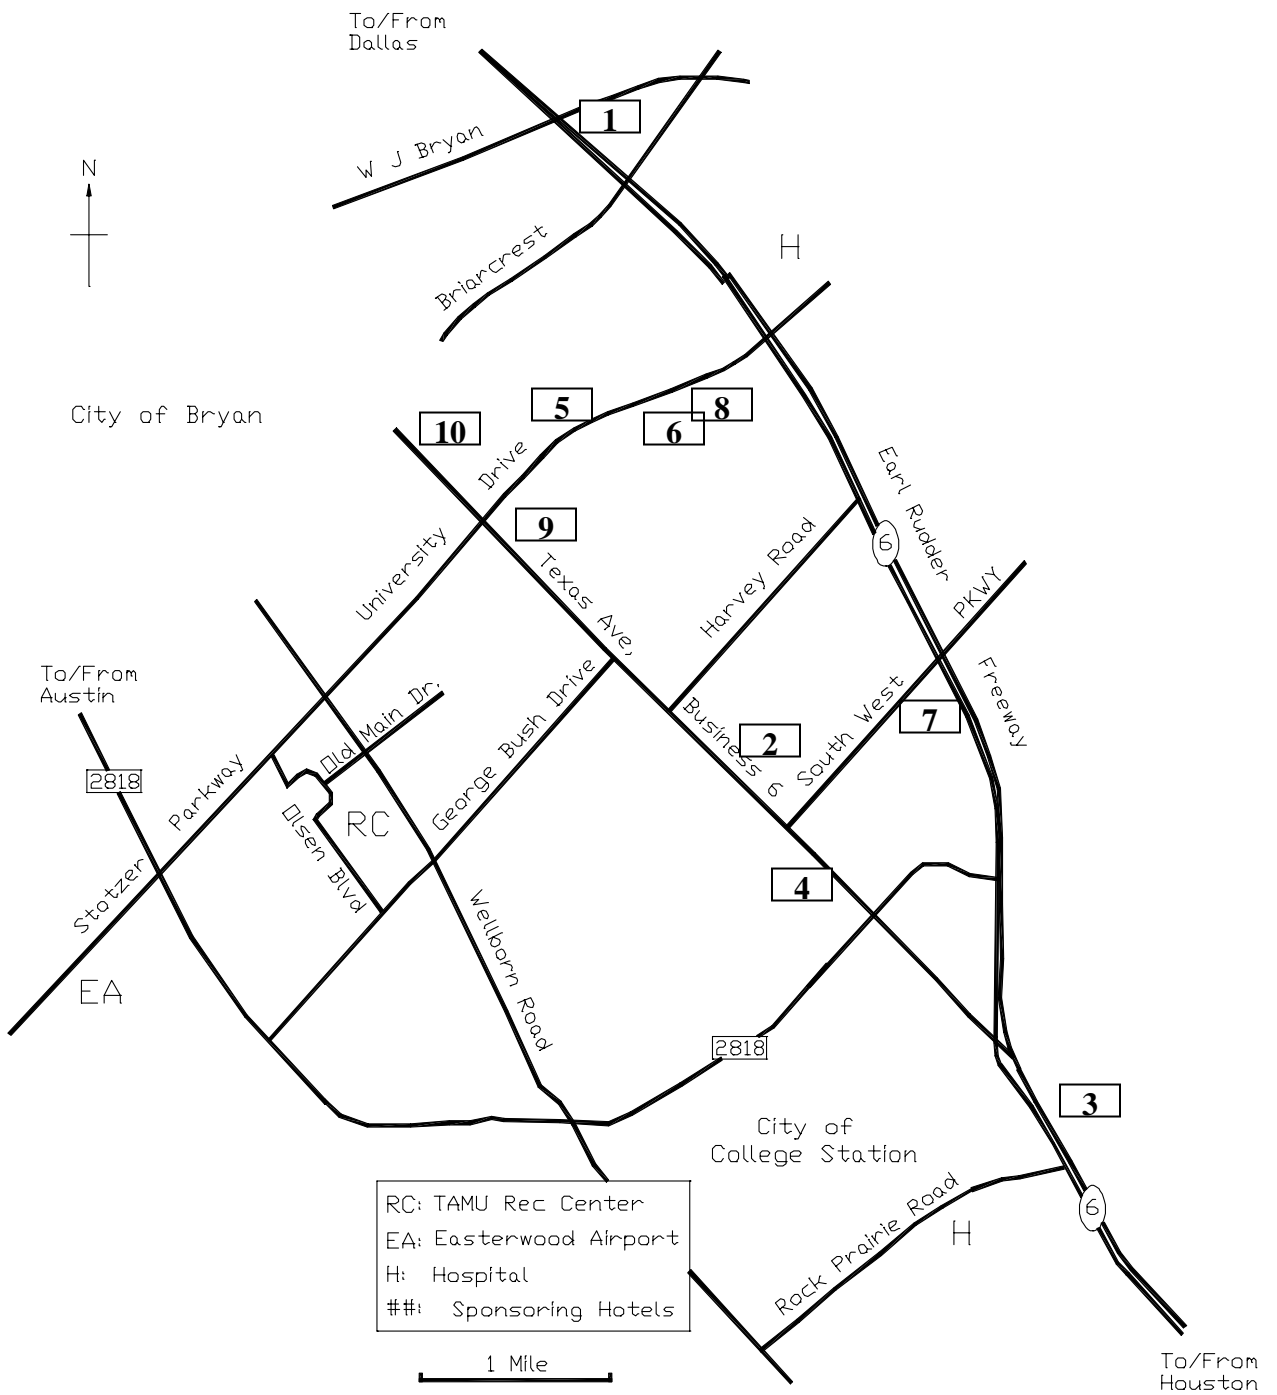 To/From
Dallas
1
W J Bryan
N
Briarcrest
H
City of Bryan
5
8
10
6
Drive
9
University
Texas Ave,
Harvey Road
Earl Rudder
6
PKWY
To/From
Austin
Old Main Dr.
George Bush Drive
Business 6
2
South West
7
Freeway
2818
Parkway
Olsen Blvd
RC
4
Stotzer
EA
Wellborn Road
2818
3
City of
College Station
Rock Prairie Road
H
6
RC: TAMU Rec Center
EA: Easterwood Airport
H: Hospital
##: Sponsoring Hotels
1 Mile
To/From
Houston